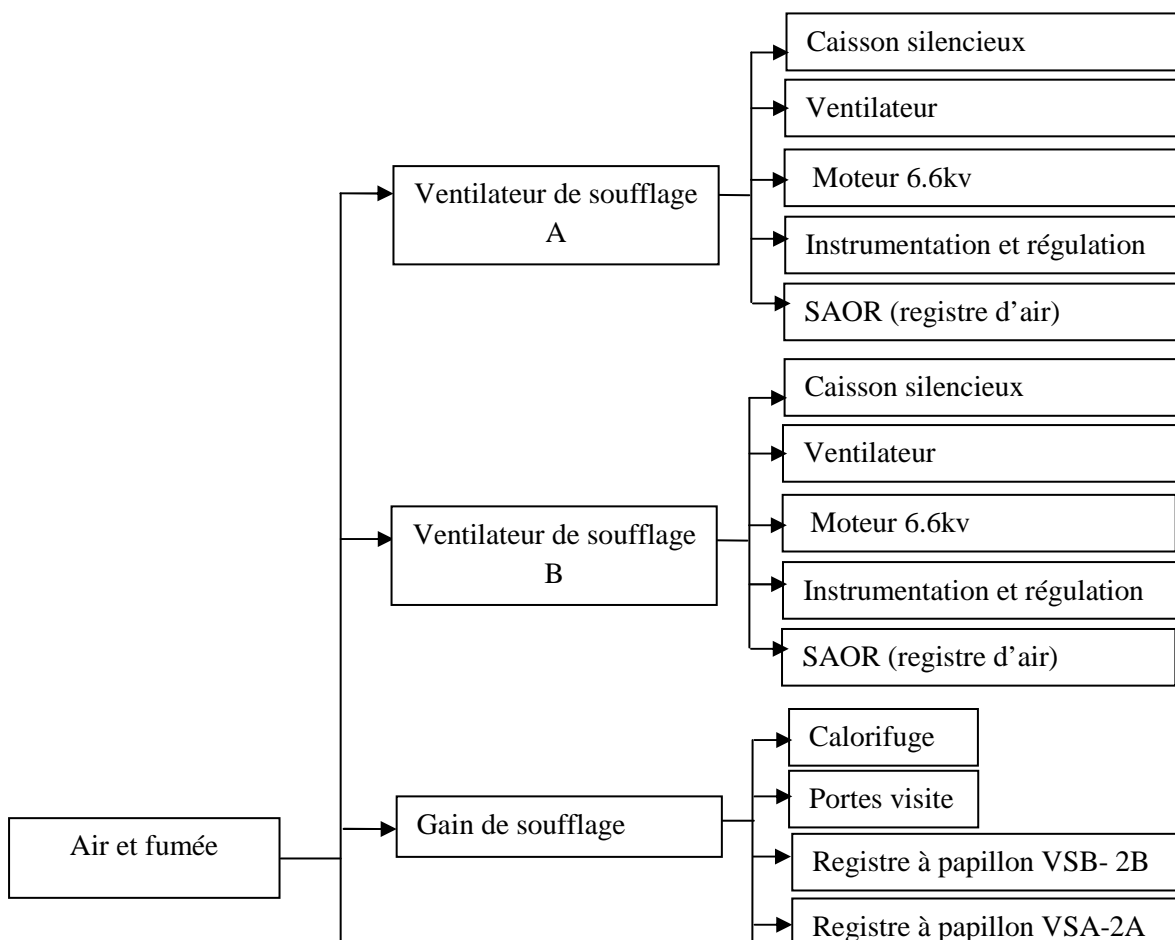 Caisson silencieux
Ventilateur
Moteur 6.6kv
Instrumentation et régulation
SAOR (registre d’air)
Ventilateur de soufflage
A
Caisson silencieux
Ventilateur
Moteur 6.6kv
Instrumentation et régulation
SAOR (registre d’air)
Ventilateur de soufflage
B
Calorifuge
Portes visite
Gain de soufflage
Registre à papillon VSB- 2B
Registre à papillon VSA-2A
Air et fumée